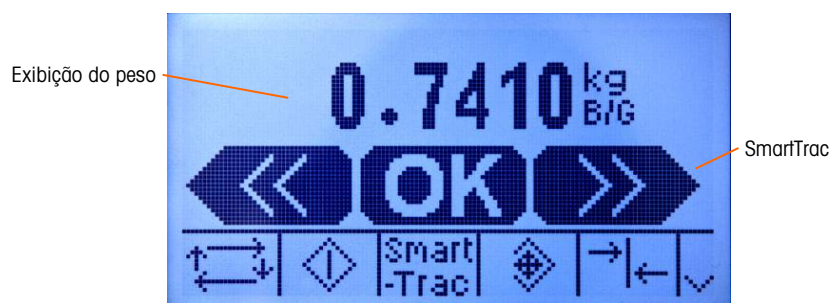 Exibição do peso
0.7410 kg
B/G
SmartTrac
<< OK >>
Smart
-Trac